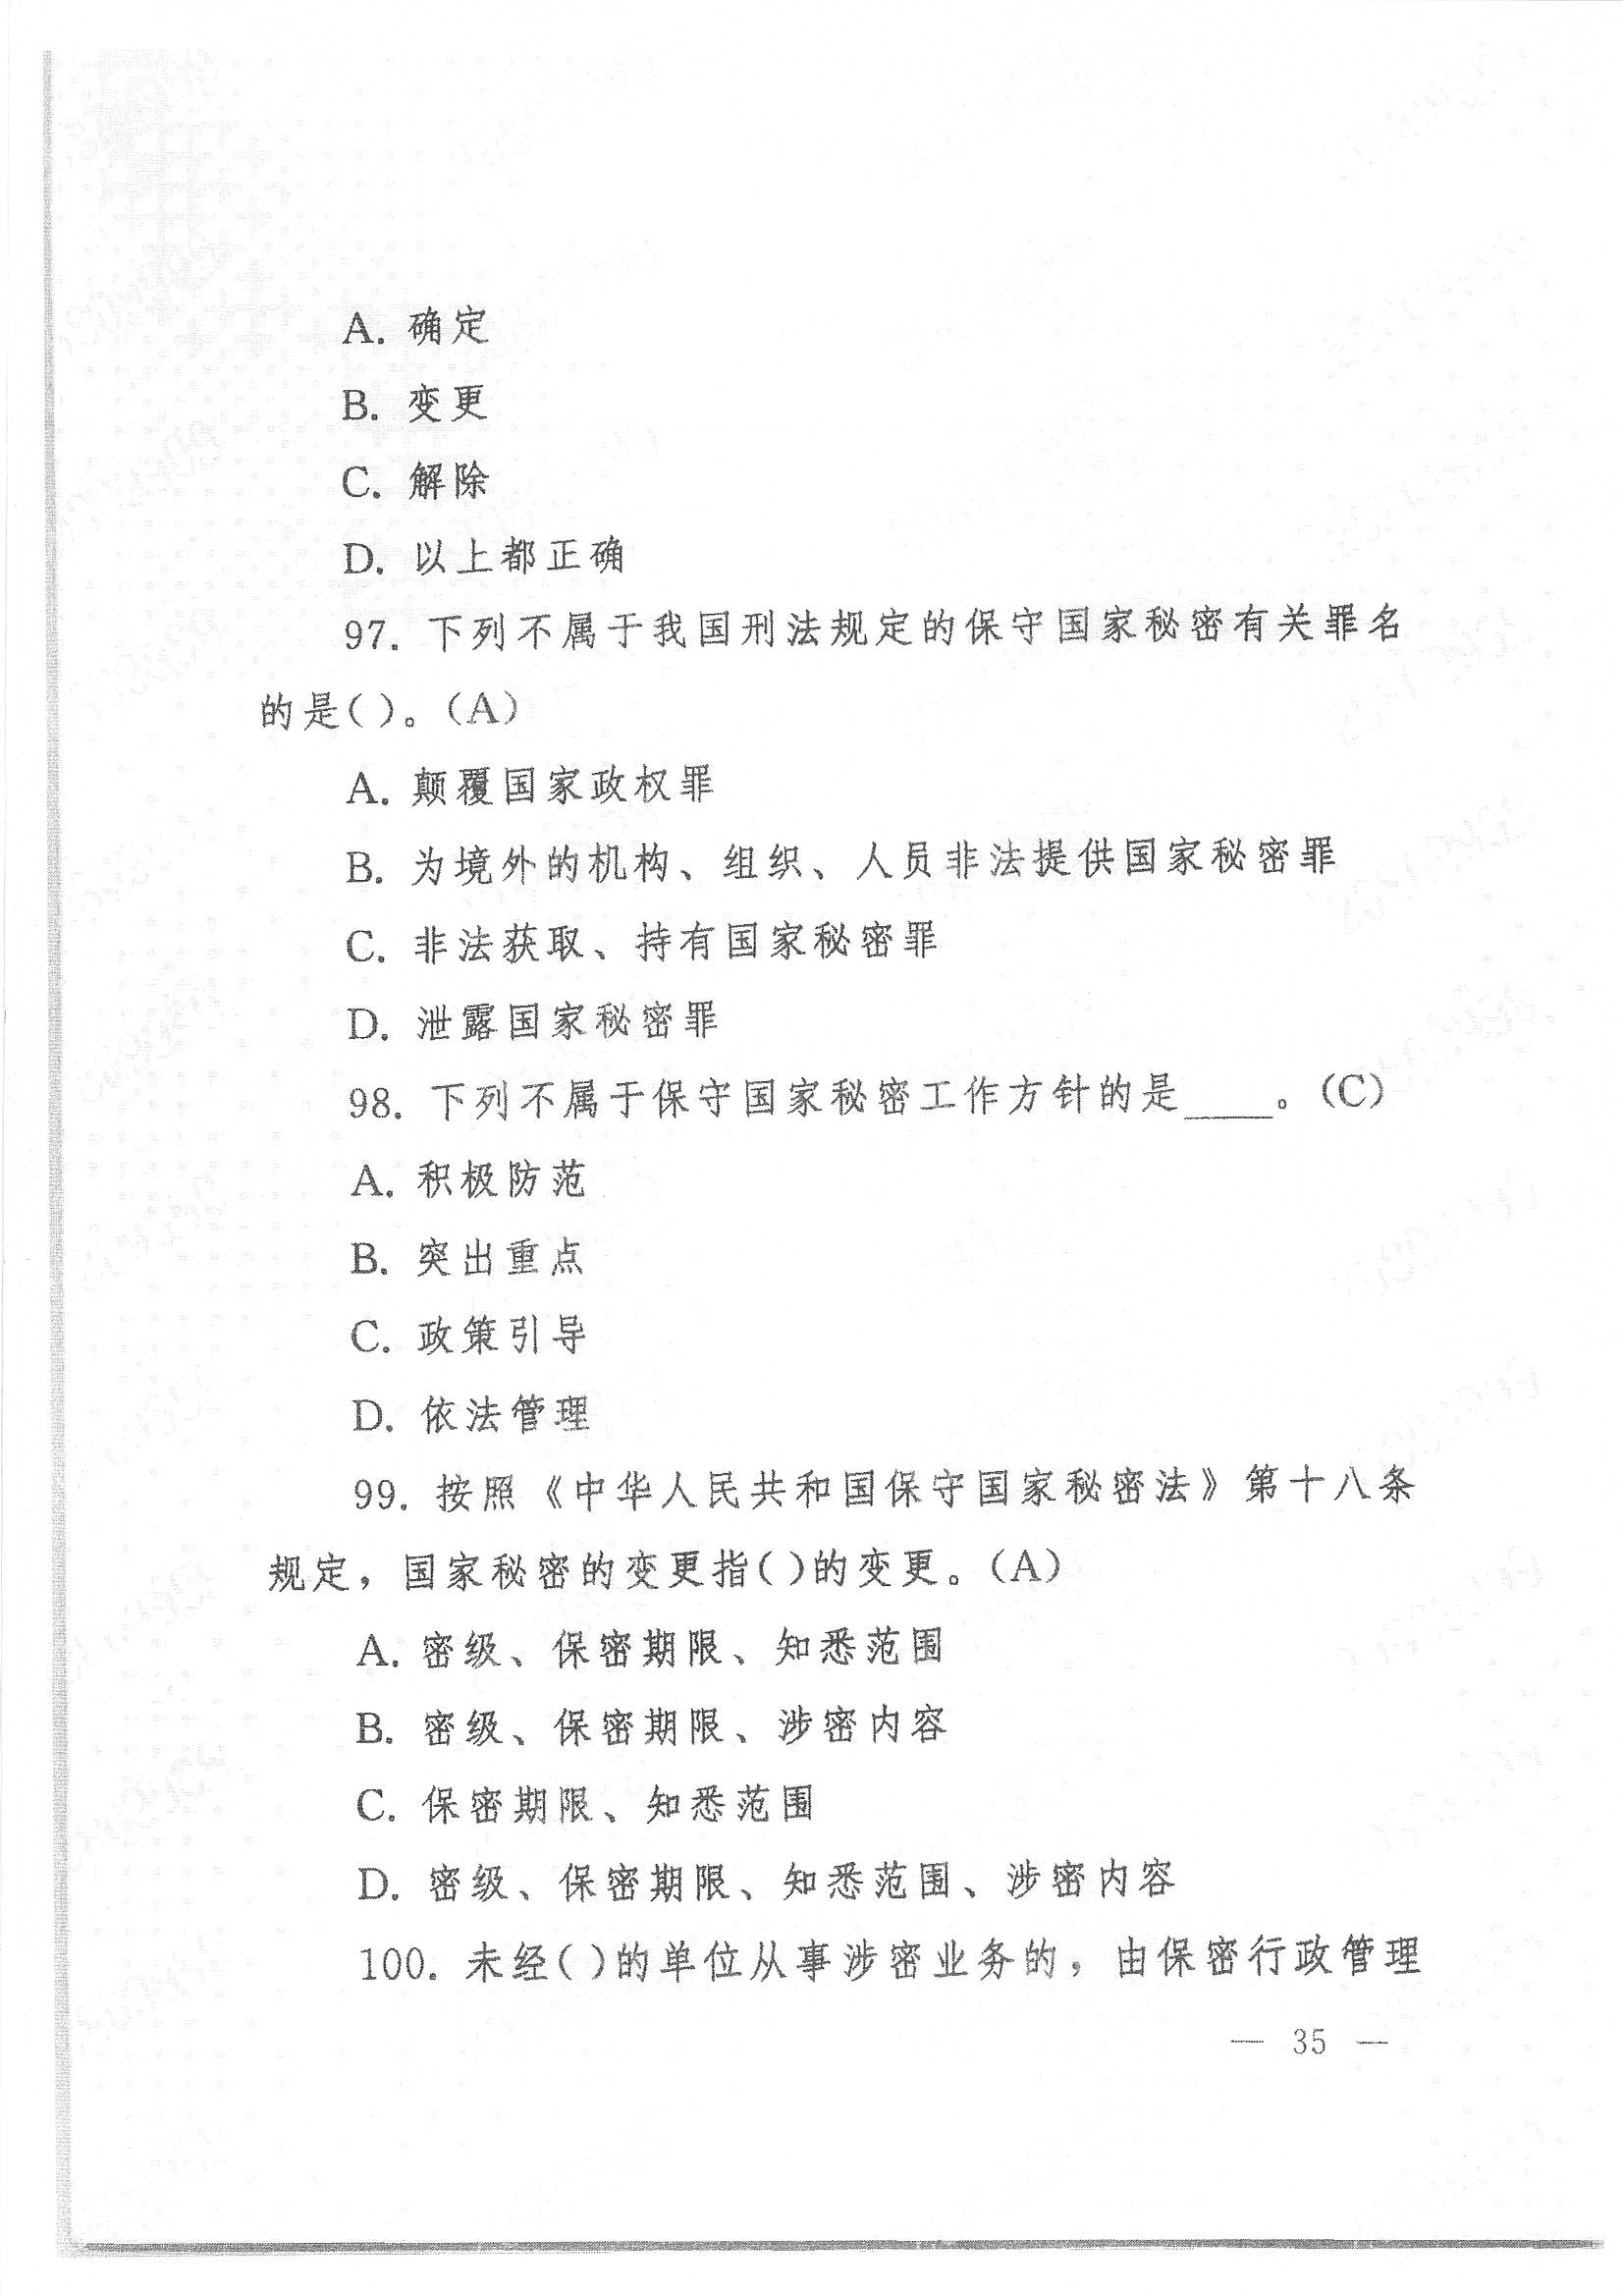 A. 确定
B. 变更
C. 解除
D. 以上都正确
97. 下列不属于我国刑法规定的保守国家秘密有关罪名
的是( )。(A)
A. 颠覆国家政权罪
B. 为境外的机构、组织、人员非法提供国家秘密罪
C. 非法获取、持有国家秘密罪
D. 泄露国家秘密罪
98. 下列不属于保守国家秘密工作方针的是____。(C)
A. 积极防范
B. 突出重点
C. 政策引导
D. 依法管理
99. 按照《中华人民共和国保守国家秘密法》第十八条
规定，国家秘密的变更指( )的变更。(A)
A. 密级、保密期限、知悉范围
B. 密级、保密期限、涉密内容
C. 保密期限、知悉范围
D. 密级、保密期限、知悉范围、涉密内容
100. 未经( )的单位从事涉密业务的，由保密行政管理
— 35 —